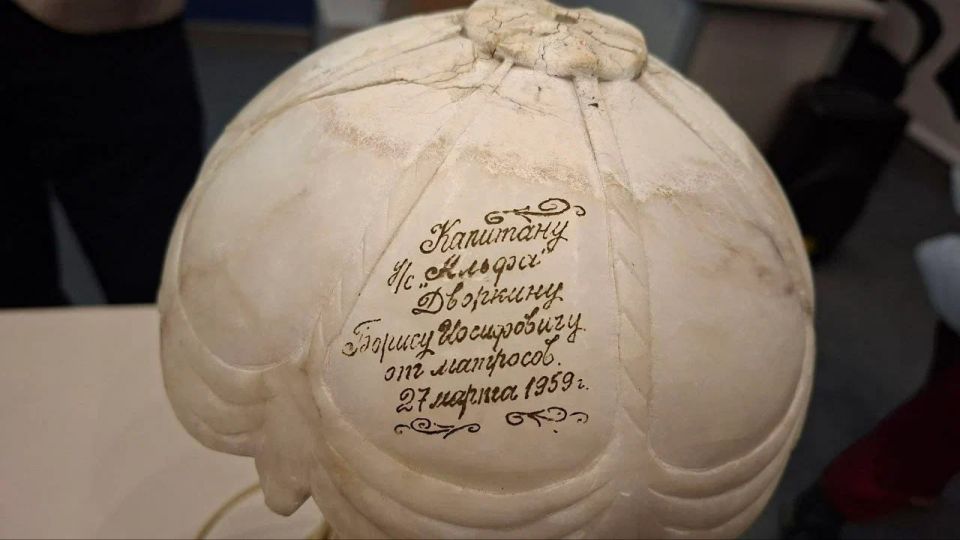 Капитану
п/с „Альфа"
Дворкину
Борису Иосифовичу
от матросов.
27 марта 1959 г.